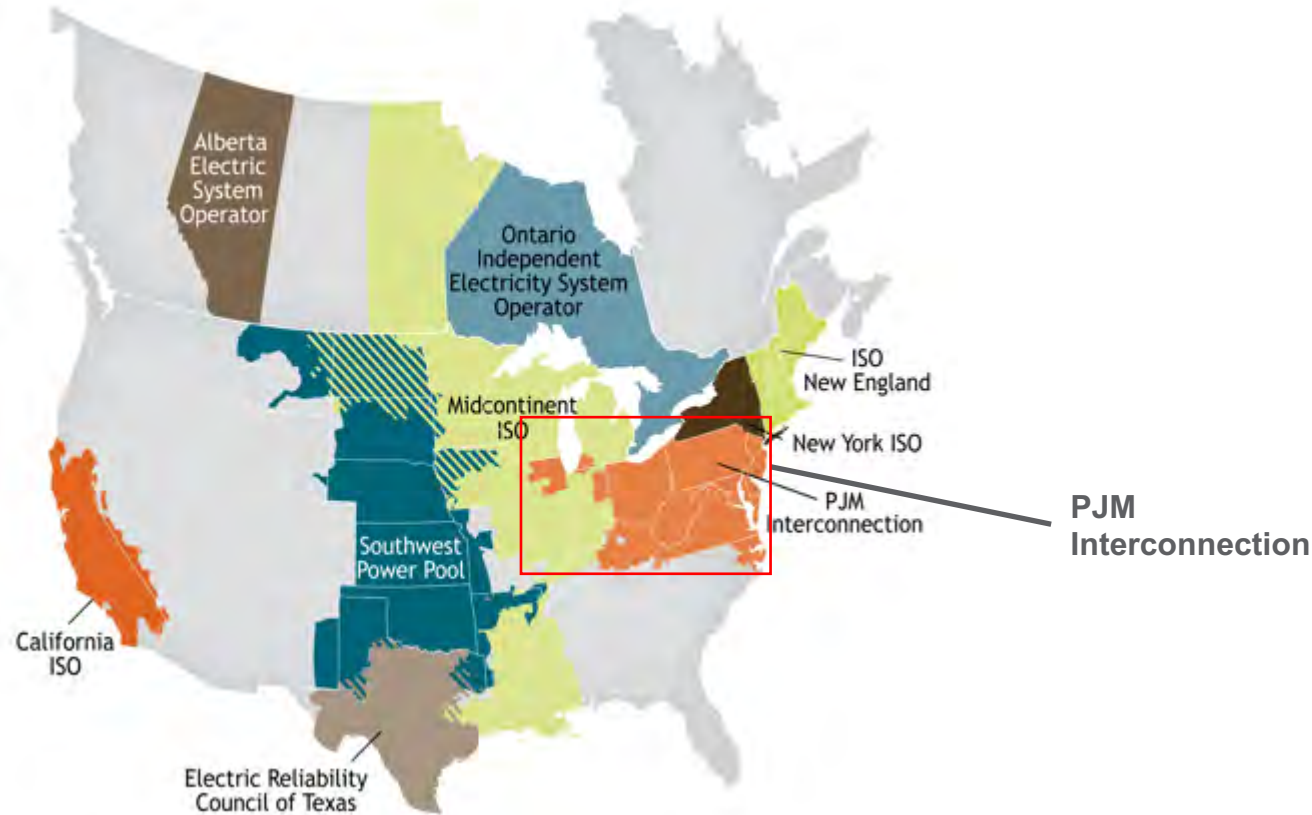 Alberta
Electric
System
Operator
Ontario
Independent
Electricity System
Operator
ISO
New England
Midcontinent
ISO
New York ISO
PJM
Interconnection
PJM
Interconnection
Southwest
Power Pool
California
ISO
Electric Reliability
Council of Texas